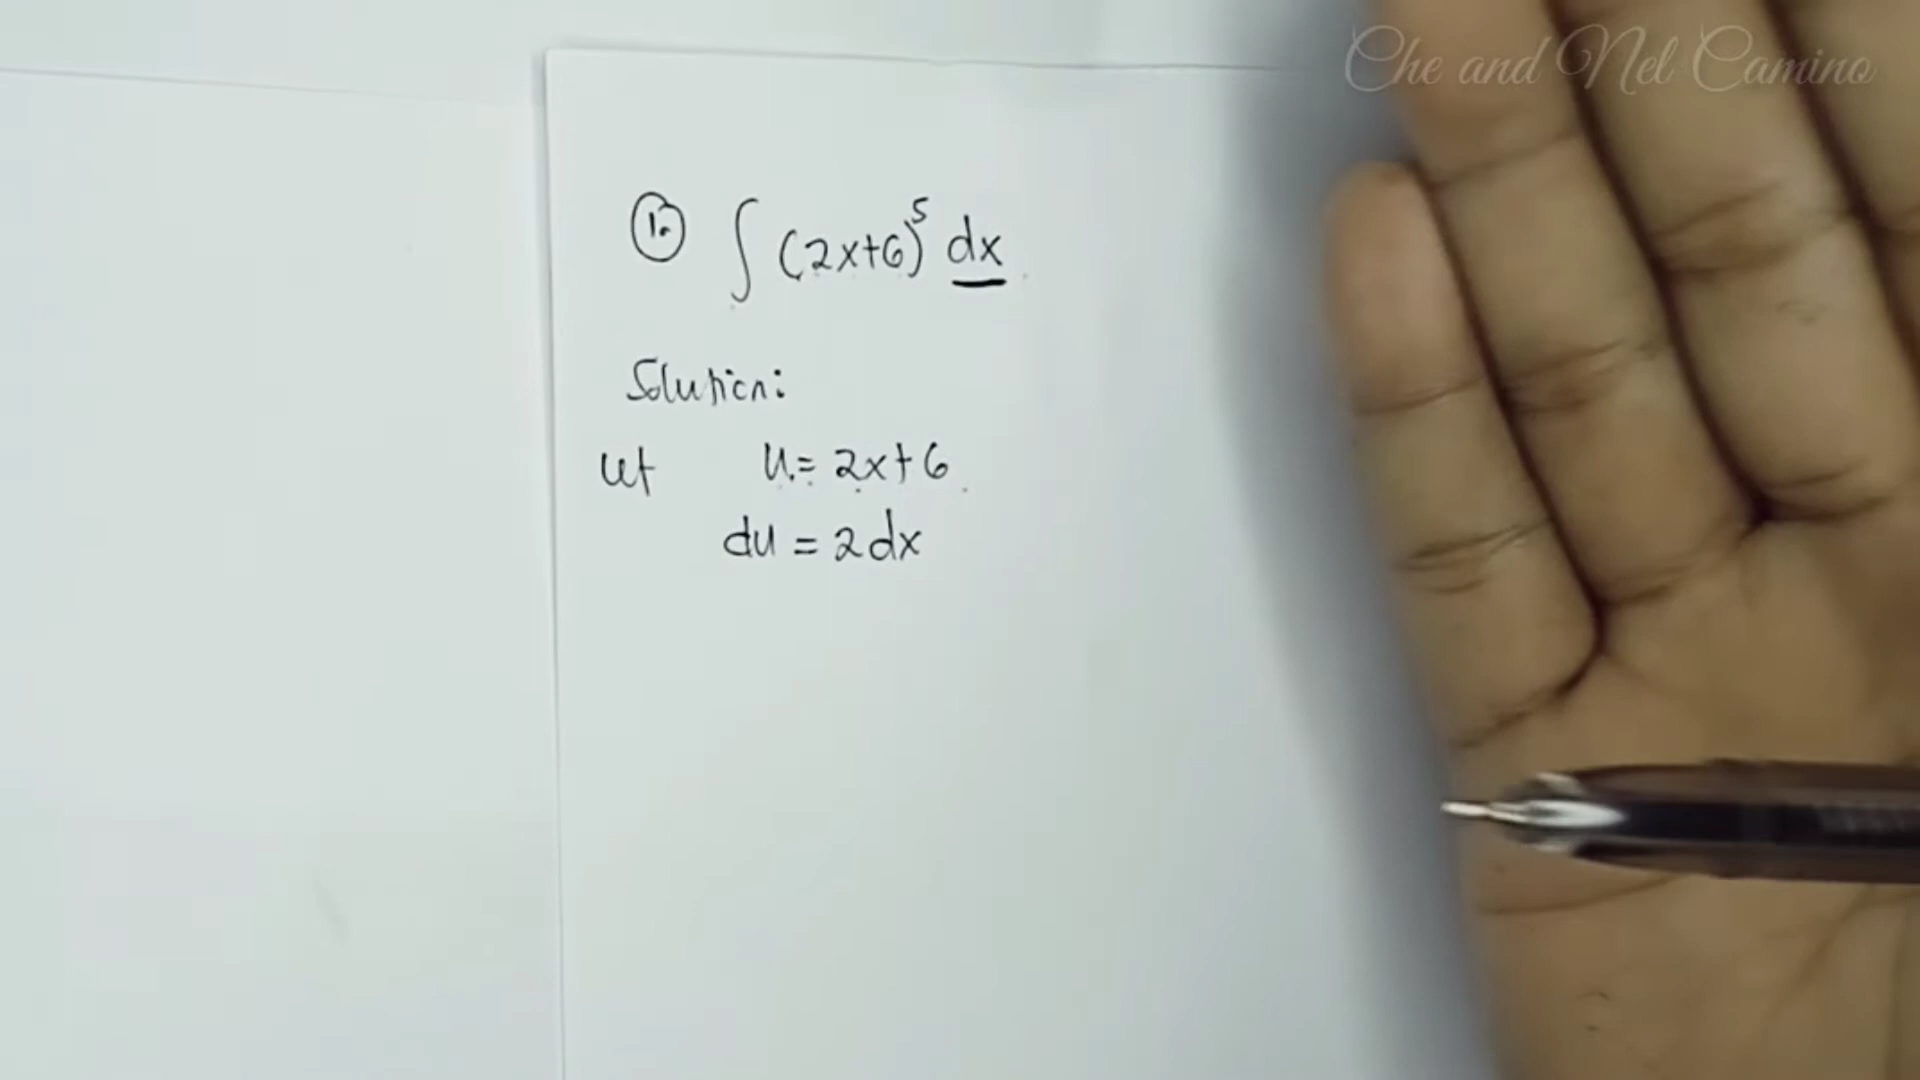 Che and Nel Camino
1. ∫ (2x+6)⁵ dx
Solution:
let u = 2x+6
du = 2dx